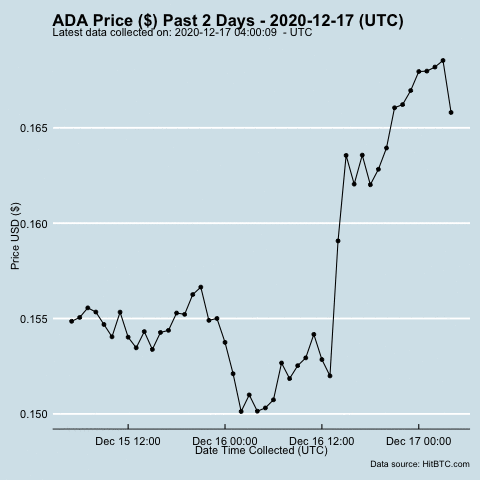 ADA Price ($) Past 2 Days - 2020-12-17 (UTC)
Latest data collected on: 2020-12-17 04:00:09  - UTC
0.165
0.160
0.155
0.150
Price USD ($)
Dec 15 12:00 Dec 16 00:00 Dec 16 12:00 Dec 17 00:00
Date Time Collected (UTC)
Data source: HitBTC.com